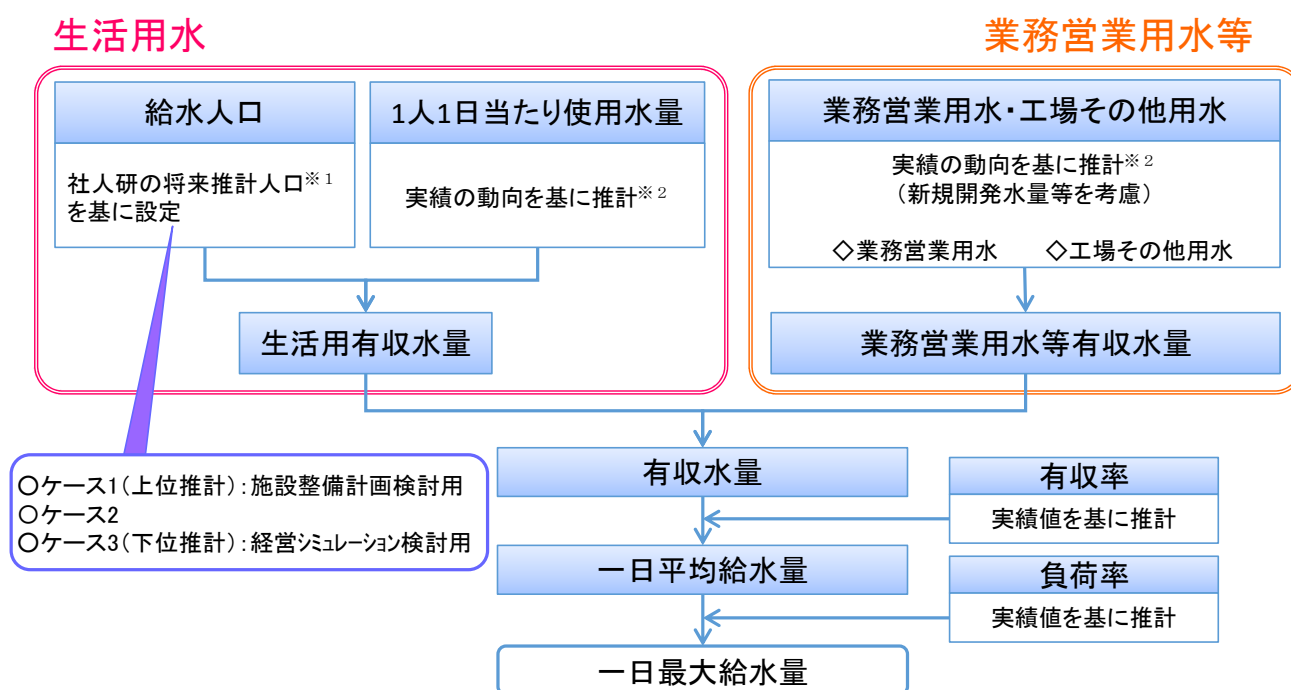 生活用水
業務営業用水等
給水人口
社人研の将来推計人口※1
を基に設定
1人1日当たり使用水量
実績の動向を基に推計※2
業務営業用水・工場その他用水
実績の動向を基に推計※2
(新規開発水量等を考慮)
◇業務営業用水 ◇工場その他用水
生活用有収水量
業務営業用水等有収水量
○ケース1(上位推計):施設整備計画検討用
○ケース2
○ケース3(下位推計):経営シミュレーション検討用
有収水量
有収率
実績値を基に推計
一日平均給水量
負荷率
実績値を基に推計
一日最大給水量